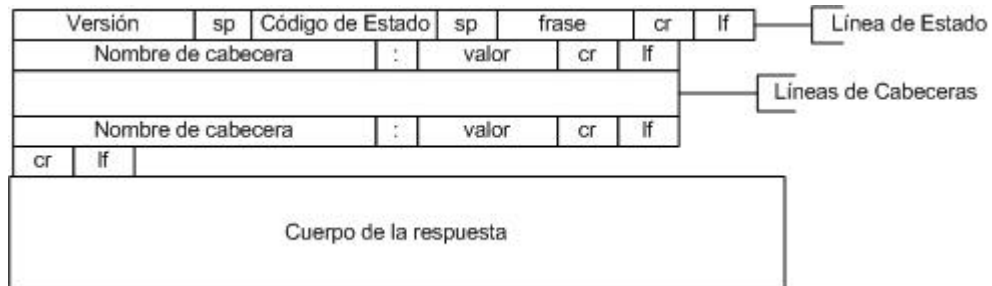 Versión sp Código de Estado sp frase cr lf Línea de Estado
Nombre de cabecera : valor cr lf
Líneas de Cabeceras
Nombre de cabecera : valor cr lf
cr lf
Cuerpo de la respuesta